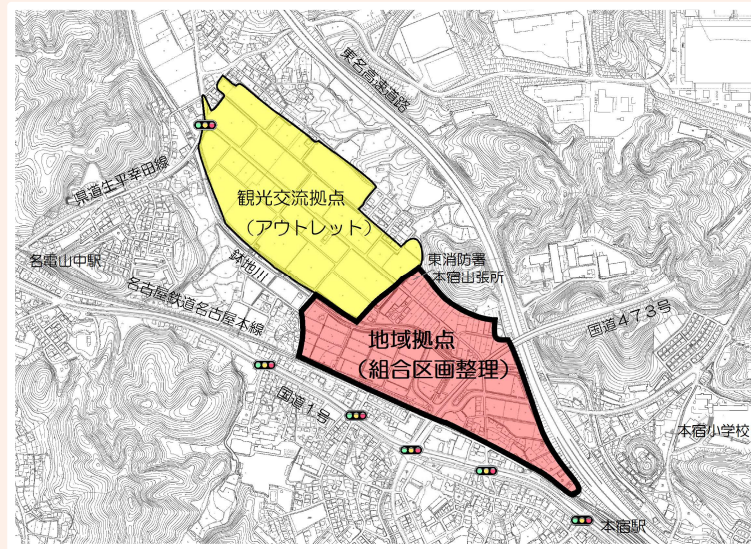 東名高速道路
県道生平幸田線
観光交流拠点
（アウトレット）
名電山中駅
鉢地川
東消防署
本宿出張所
名古屋鉄道名古屋本線
国道473号
地域拠点
（組合区画整理）
国道1号
本宿小学校
本宿駅